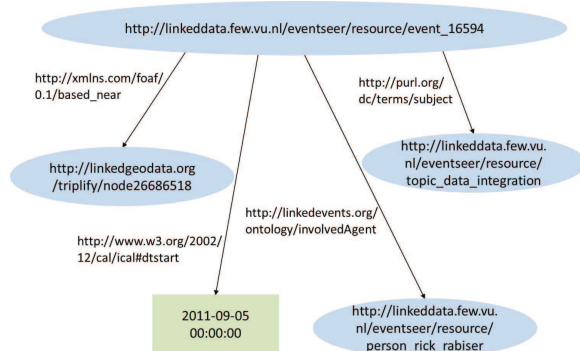 http://linkeddata.few.vu.nl/eventseer/resource/event_16594
http://xmlns.com/foaf/
0.1/based_near
http://purl.org/
dc/terms/subject
http://linkedgeodata.org
/triplify/node26686518
http://linkeddata.few.vu.
nl/eventseer/resource/
topic_data_integration
http://linkedevents.org/
ontology/involvedAgent
http://www.w3.org/2002/
12/cal/ical#dtstart
2011-09-05
00:00:00
http://linkeddata.few.vu.
nl/eventseer/resource/
person_rick_rabiser